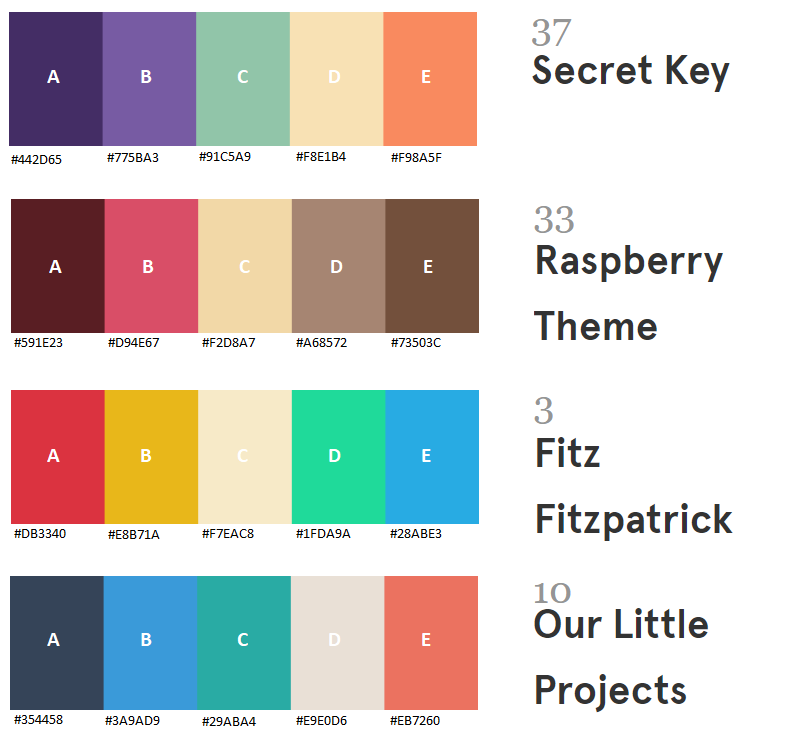 A B C D E
#442D65 #775BA3 #91C5A9 #F8E1B4 #F98A5F
37
Secret Key
A B C D E
#591E23 #D94E67 #F2D8A7 #A68572 #73503C
33
Raspberry
Theme
A B C D E
#DB3340 #E8B71A #F7EAC8 #1FDA9A #28ABE3
3
Fitz
Fitzpatrick
A B C D E
#354458 #3A9AD9 #29ABA4 #E9E0D6 #EB7260
10
Our Little
Projects